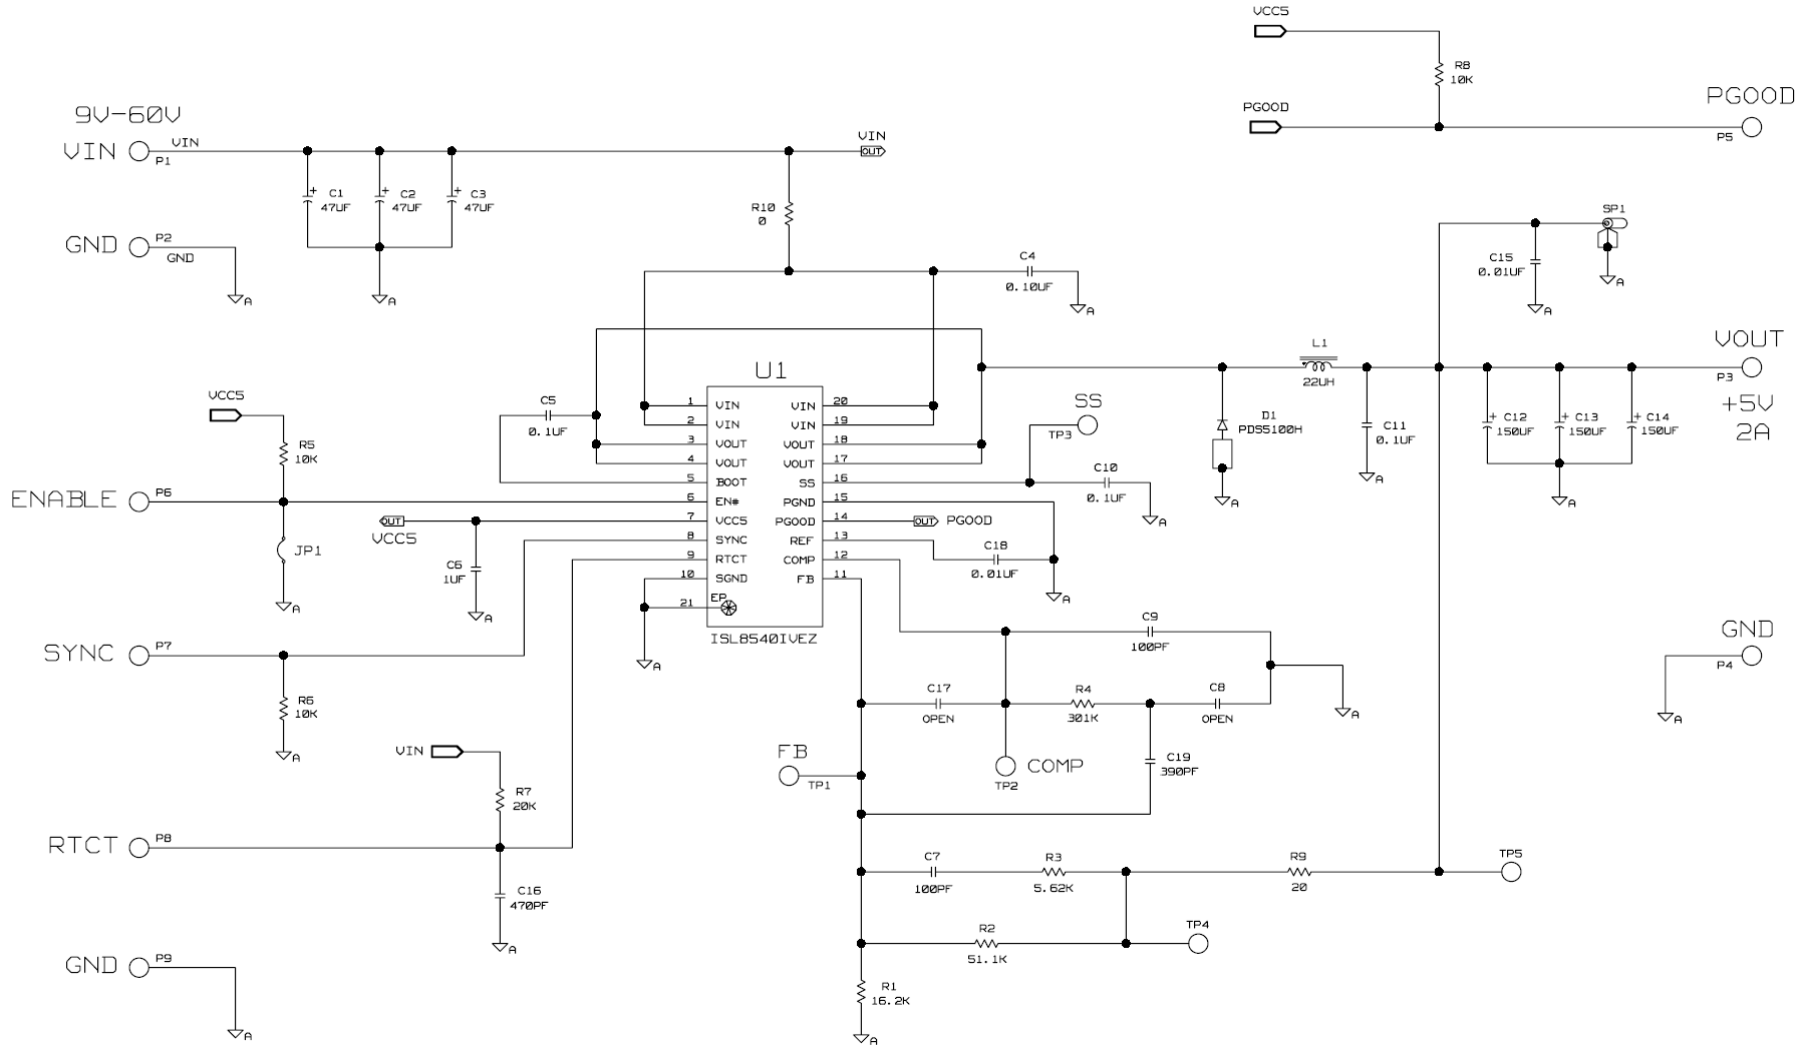 VCC5
R8
10K
PGOOD
PGOOD
P5
9V-60V
VIN
P1
VIN
VIN
OUT
C1
47UF
C2
47UF
C3
47UF
R10
0
GND
P2
GND
A
A
C4
0.10UF
A
SP1
C15
0.01UF
A
A
VOUT
P3
+5V
2A
L1
22UH
D1
PDS5100H
A
C11
0.1UF
A
C12
150UF
C13
150UF
C14
150UF
A
U1
1 VIN VIN 20
2 VIN VIN 19
3 VOUT VOUT 18
4 VOUT VOUT 17
5 BOOT SS 16
6 EN# PGND 15
7 VCC5 PGOOD 14
8 SYNC REF 13
9 RTCT COMP 12
10 SGND FB 11
21 EP
ISL8540IVEZ
C5
0.1UF
SS
TP3
C10
0.1UF
A
OUT PGOOD
C18
0.01UF
A
VCC5
R5
10K
ENABLE
P6
JP1
A
OUT
VCC5
C6
1UF
A
A
SYNC
P7
R6
10K
A
C9
100PF
C17
OPEN
R4
301K
C8
OPEN
A
C19
390PF
FB
TP1
COMP
TP2
GND
P4
A
VIN
R7
20K
RTCT
P8
C16
470PF
A
C7
100PF
R3
5.62K
R9
20
TP5
R2
51.1K
TP4
R1
16.2K
A
GND
P9
A